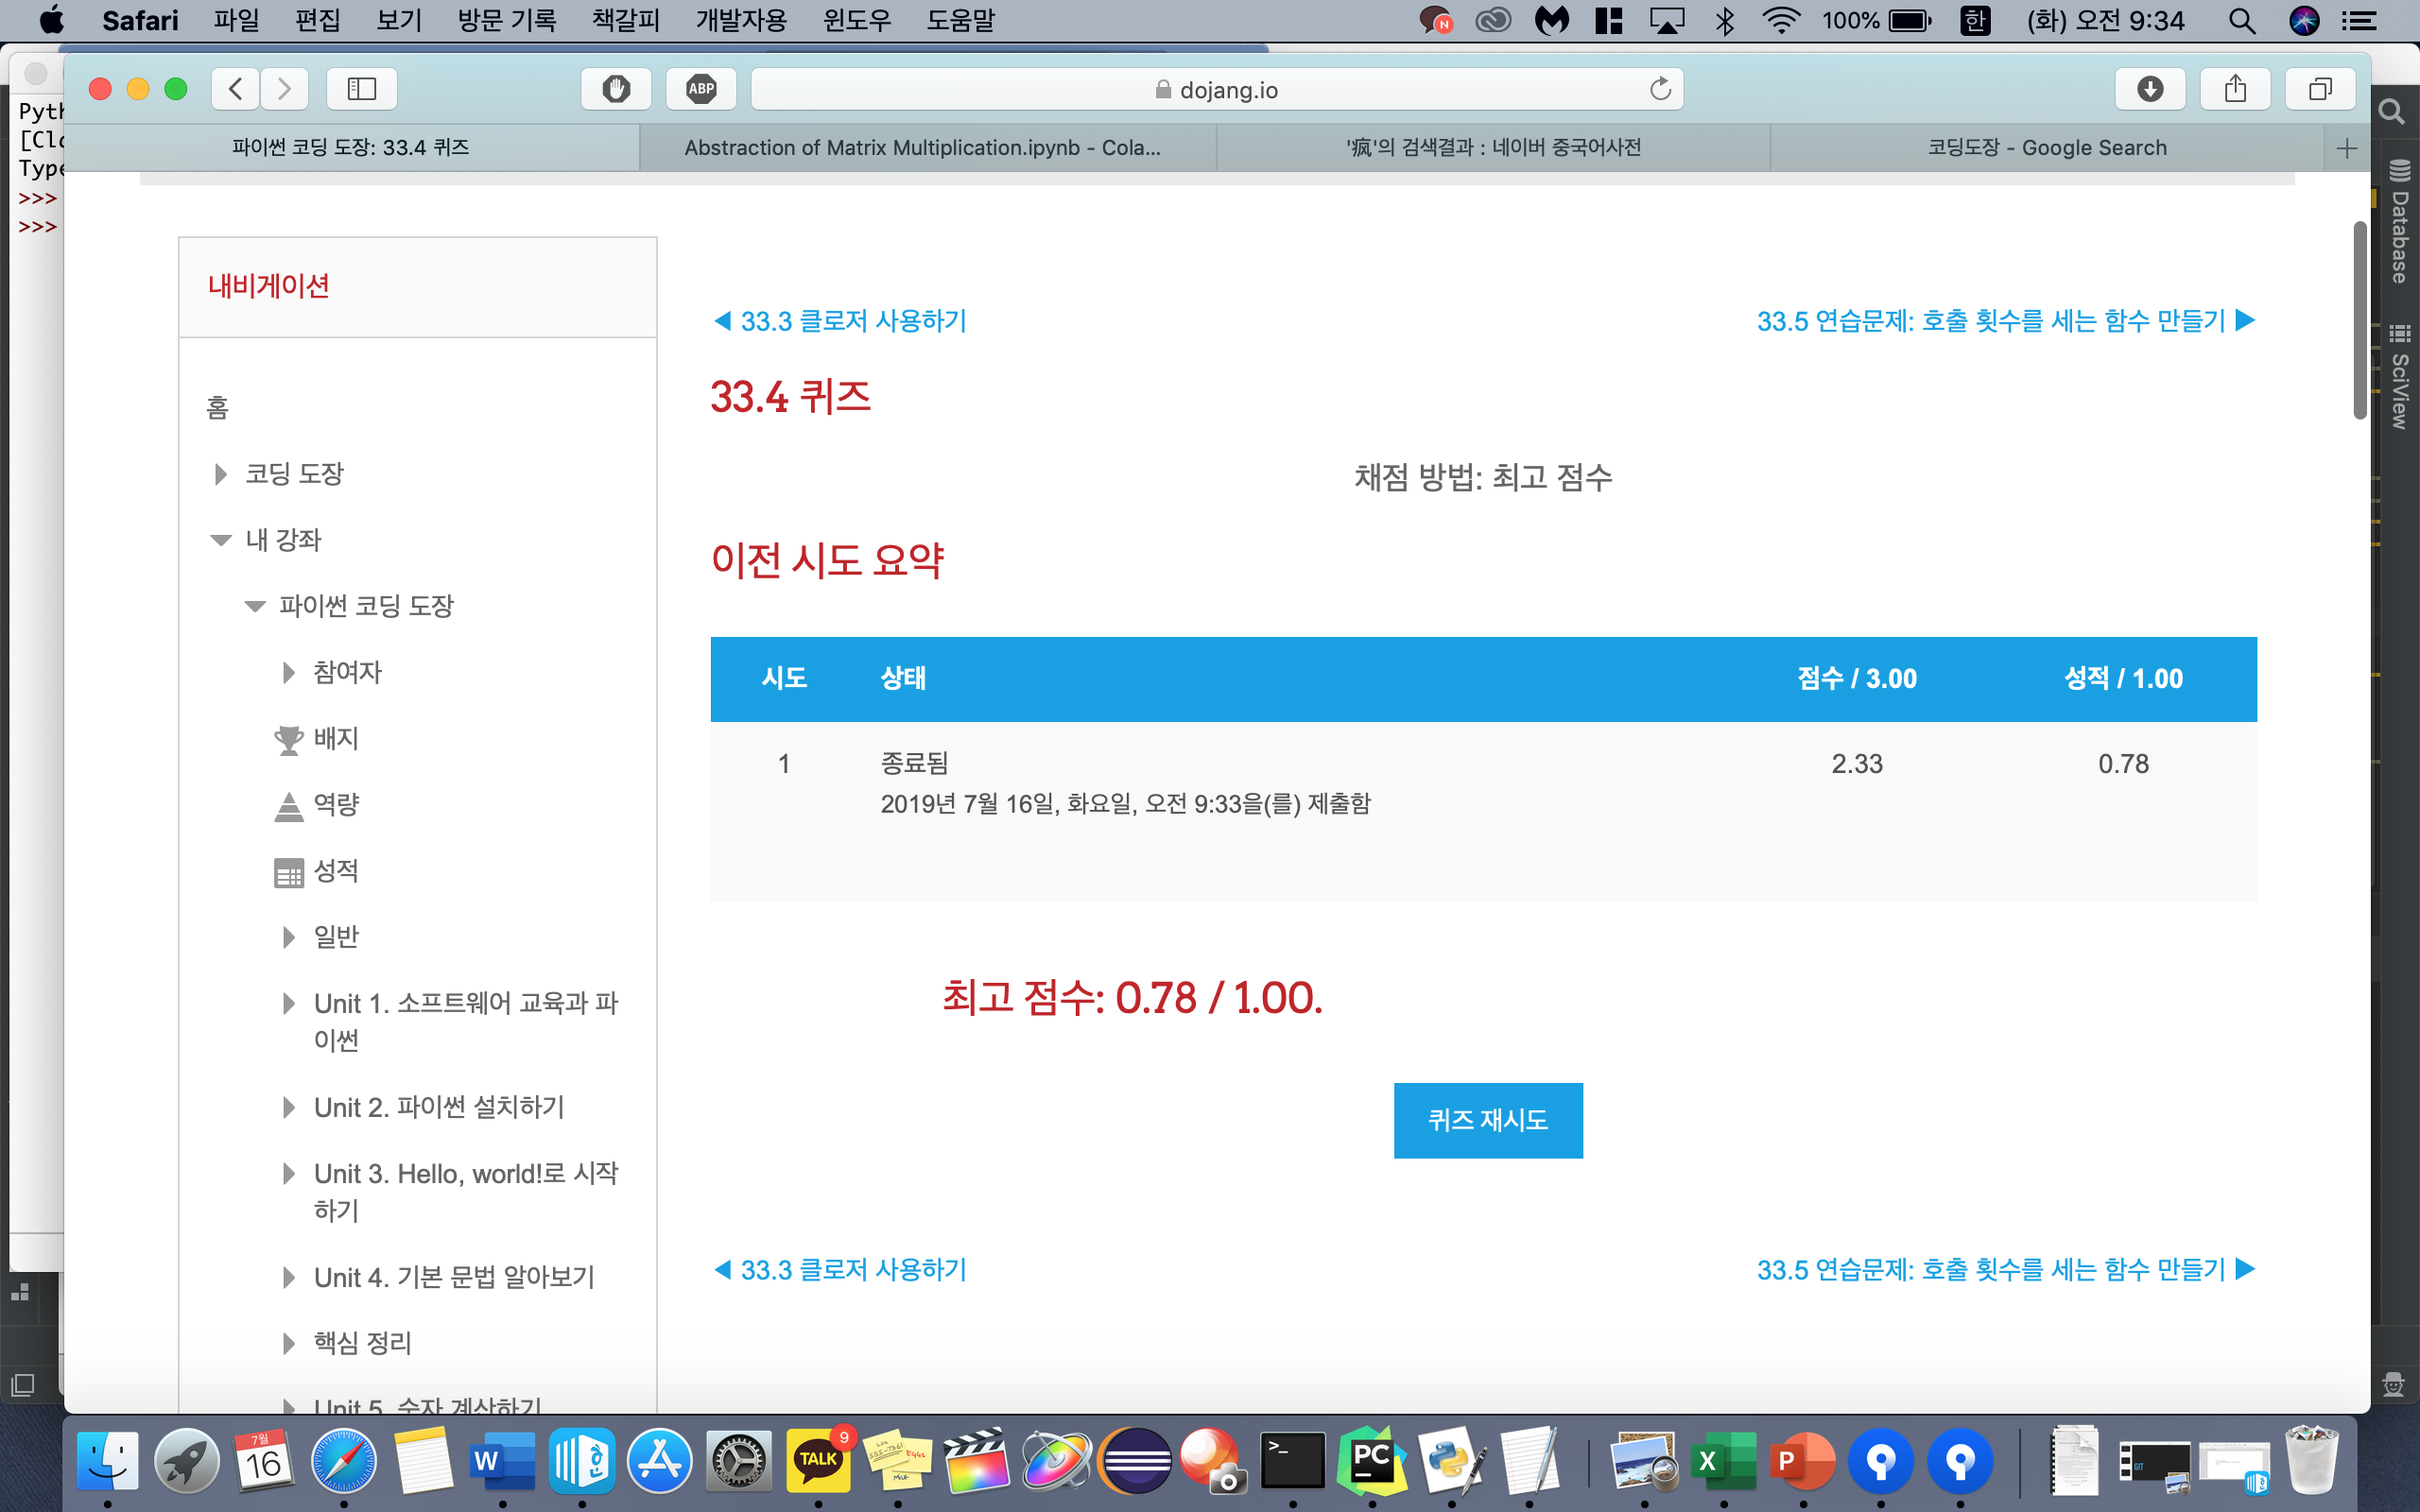 Safari 파일 편집 보기 방문 기록 책갈피 개발자용 윈도우 도움말 100% 한 (화) 오전 9:34
ABP dojang.io
파이썬 코딩 도장: 33.4 퀴즈 Abstraction of Matrix Multiplication.ipynb - Cola... '疯'의 검색결과 : 네이버 중국어사전 코딩도장 - Google Search
>>>
>>>
Database
SciView
내비게이션
홈
코딩 도장
내 강좌
파이썬 코딩 도장
참여자
배지
역량
성적
일반
Unit 1. 소프트웨어 교육과 파
이썬
Unit 2. 파이썬 설치하기
Unit 3. Hello, world!로 시작
하기
Unit 4. 기본 문법 알아보기
핵심 정리
Unit 5. 숫자 계산하기
◀ 33.3 클로저 사용하기 33.5 연습문제: 호출 횟수를 세는 함수 만들기 ▶
33.4 퀴즈
채점 방법: 최고 점수
이전 시도 요약
시도 상태 점수 / 3.00 성적 / 1.00
1 종료됨 2.33 0.78
2019년 7월 16일, 화요일, 오전 9:33을(를) 제출함
최고 점수: 0.78 / 1.00.
퀴즈 재시도
◀ 33.3 클로저 사용하기 33.5 연습문제: 호출 횟수를 세는 함수 만들기 ▶
7월
16
W
TALK
9
>_
PC
X
P
GIT